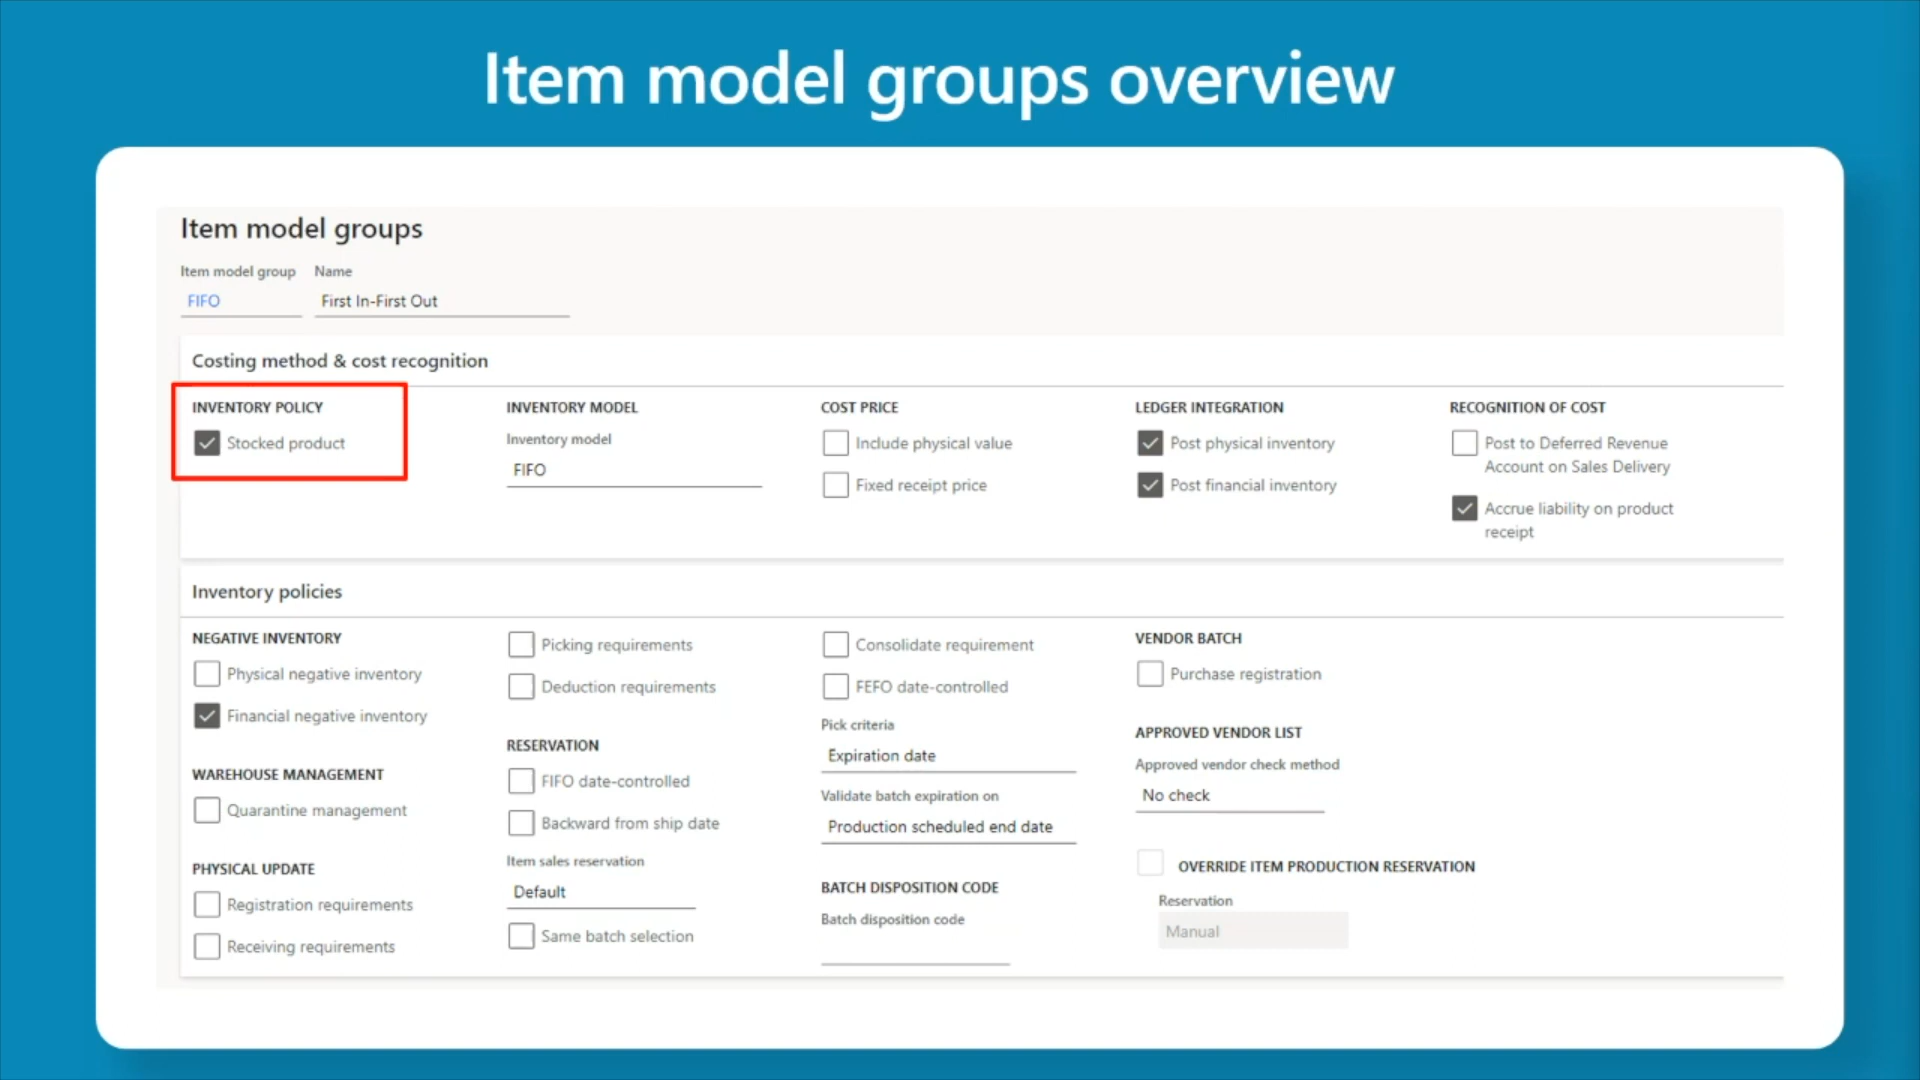 Item model groups overview
Item model groups
Item model group Name
FIFO First In-First Out
Costing method & cost recognition
INVENTORY POLICY
Stocked product
INVENTORY MODEL
Inventory model
FIFO
COST PRICE
Include physical value
Fixed receipt price
LEDGER INTEGRATION
Post physical inventory
Post financial inventory
RECOGNITION OF COST
Post to Deferred Revenue
Account on Sales Delivery
Accrue liability on product
receipt
Inventory policies
NEGATIVE INVENTORY
Physical negative inventory
Financial negative inventory
WAREHOUSE MANAGEMENT
Quarantine management
PHYSICAL UPDATE
Registration requirements
Receiving requirements
Picking requirements
Deduction requirements
RESERVATION
FIFO date-controlled
Backward from ship date
Item sales reservation
Default
Same batch selection
Consolidate requirement
FEFO date-controlled
Pick criteria
Expiration date
Validate batch expiration on
Production scheduled end date
BATCH DISPOSITION CODE
Batch disposition code
VENDOR BATCH
Purchase registration
APPROVED VENDOR LIST
Approved vendor check method
No check
OVERRIDE ITEM PRODUCTION RESERVATION
Reservation
Manual